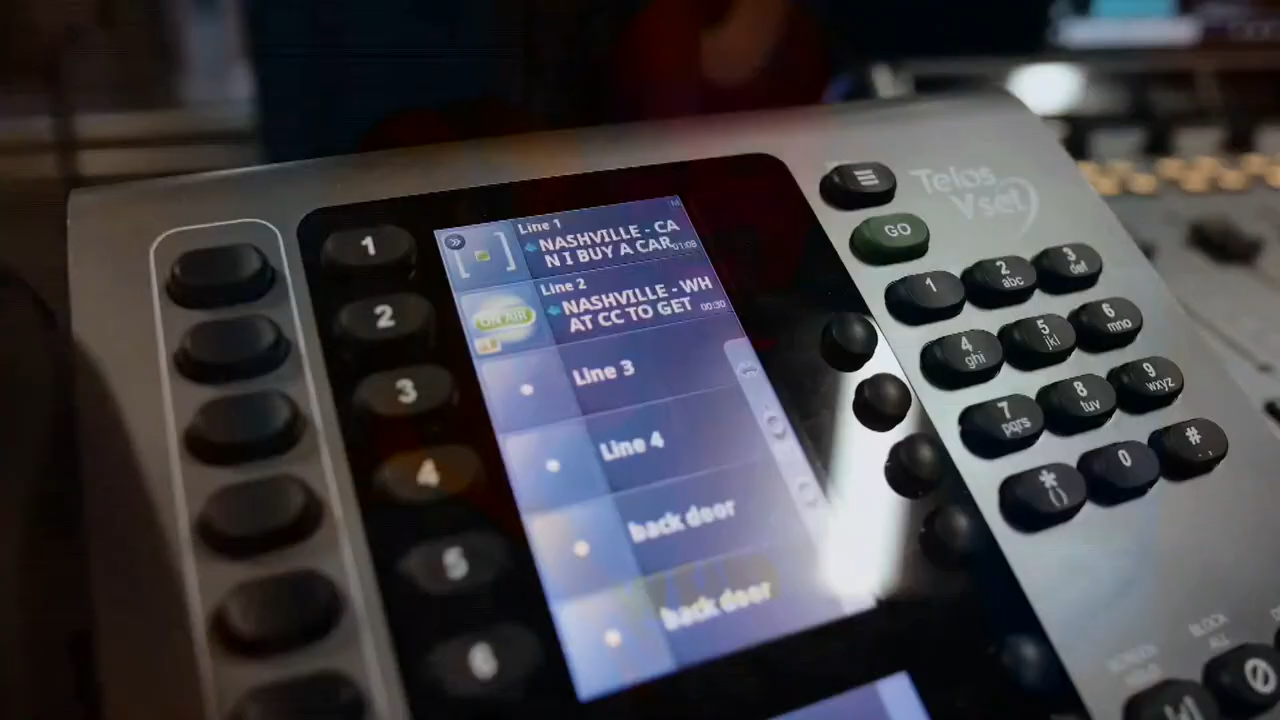 Telos
Vset
GO
1
2
3
4
5
6
M
Line 1
NASHVILLE - CA
N I BUY A CAR
01:08
Line 2
NASHVILLE - WH
AT CC TO GET
00:30
ON AIR
Line 3
Line 4
back door
back door
1
2
abc
3
def
4
ghi
5
jkl
6
mno
7
pqrs
8
tuv
9
wxyz
*
()
0
#
. ,
BLOCK
ALL